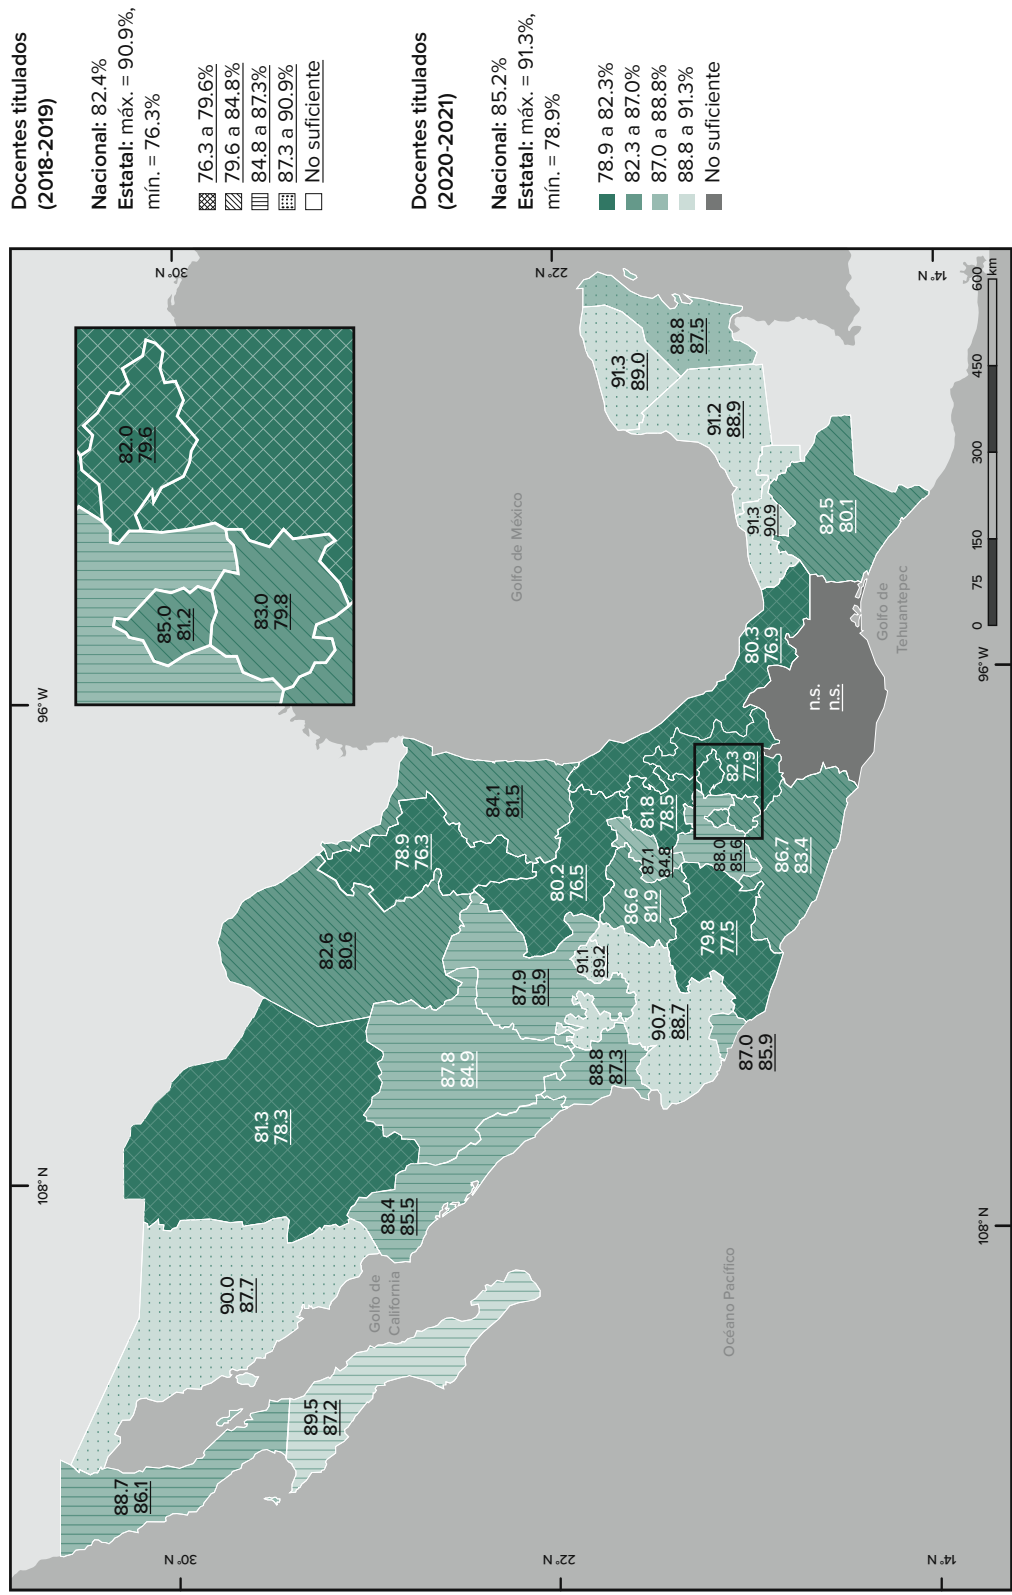 Docentes titulados
(2018-2019)
Nacional: 82.4%
Estatal: máx. = 90.9%,
mín. = 76.3%
76.3 a 79.6%
79.6 a 84.8%
84.8 a 87.3%
87.3 a 90.9%
No suficiente
Docentes titulados
(2020-2021)
Nacional: 85.2%
Estatal: máx. = 91.3%,
mín. = 78.9%
78.9 a 82.3%
82.3 a 87.0%
87.0 a 88.8%
88.8 a 91.3%
No suficiente
108° N
96° W
30° N
30° N
22° N
22° N
14° N
14° N
108° N
96° W
88.7
86.1
89.5
87.2
90.0
87.7
81.3
78.3
88.4
85.5
82.6
80.6
87.8
84.9
78.9
76.3
84.1
81.5
87.9
85.9
80.2
76.5
88.8
87.3
91.1
89.2
86.6
81.9
87.1
84.8
81.8
78.5
90.7
88.7
87.0
85.9
79.8
77.5
88.0
85.6
82.3
77.9
86.7
83.4
80.3
76.9
n.s.
n.s.
82.5
80.1
91.3
90.9
91.2
88.9
91.3
89.0
88.8
87.5
85.0
81.2
83.0
79.8
82.0
79.6
Golfo de
California
Golfo de México
Océano Pacífico
Golfo de
Tehuantepec
0
75
150
300
450
600
km